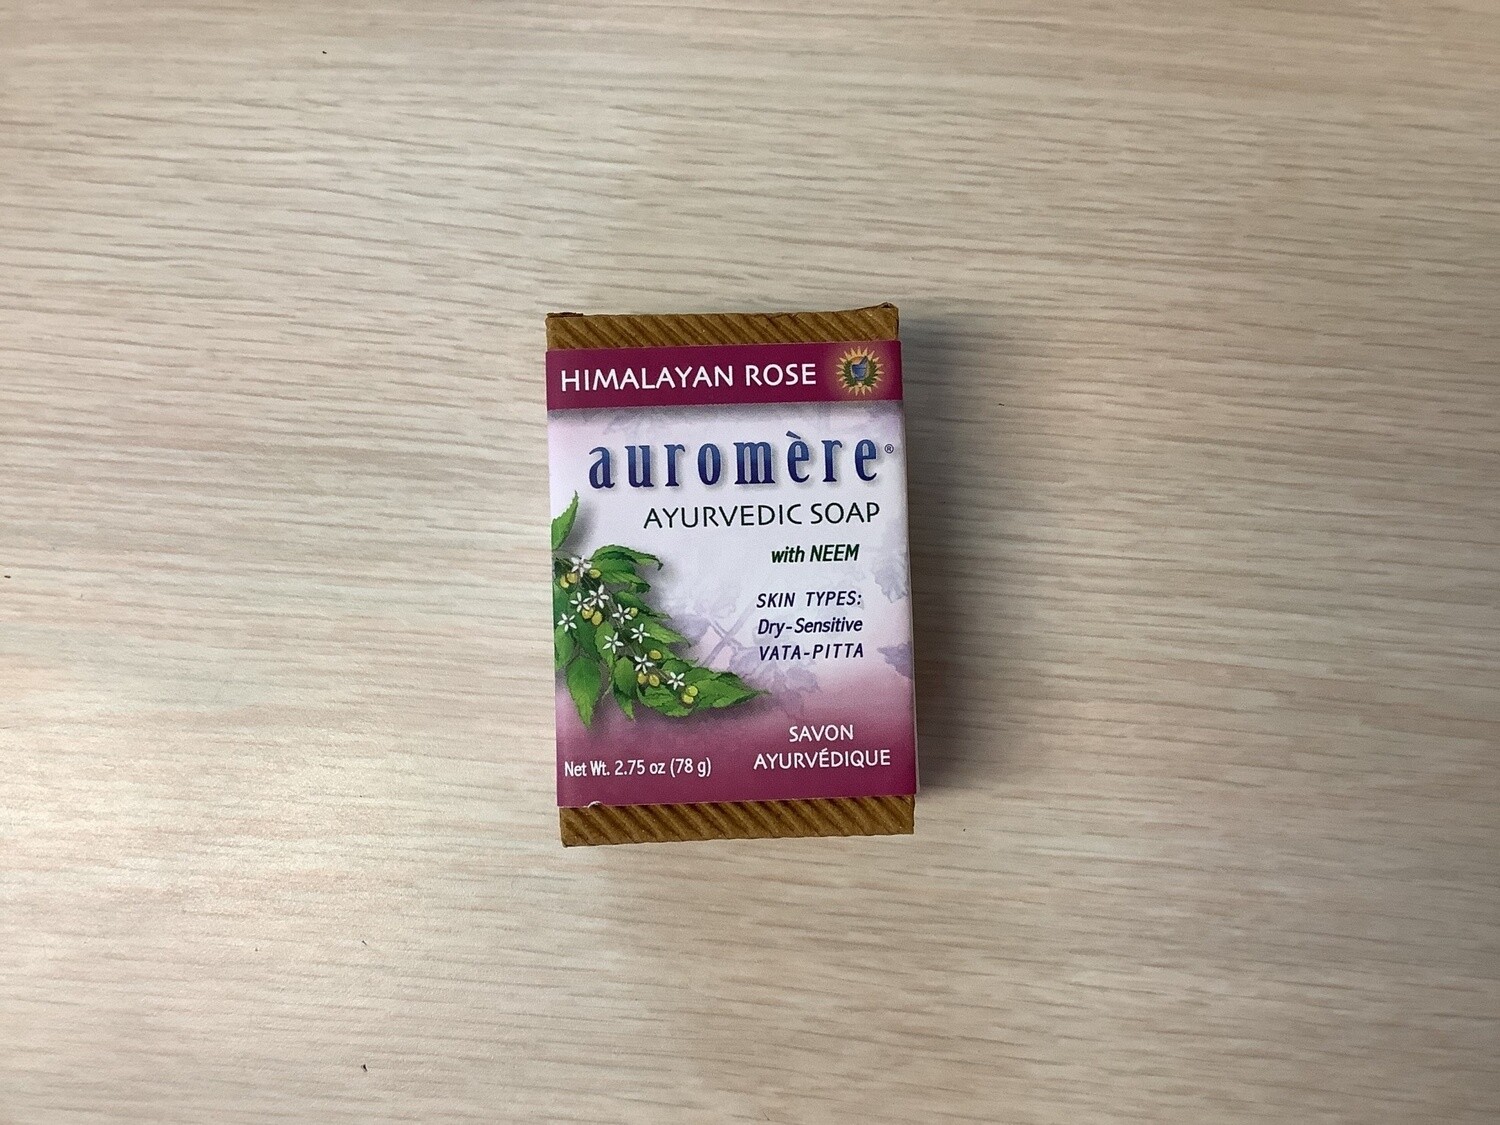 HIMALAYAN ROSE
auromère®
AYURVEDIC SOAP
with NEEM
SKIN TYPES:
Dry-Sensitive
VATA-PITTA
SAVON
AYURVÉDIQUE
Net Wt. 2.75 oz (78 g)